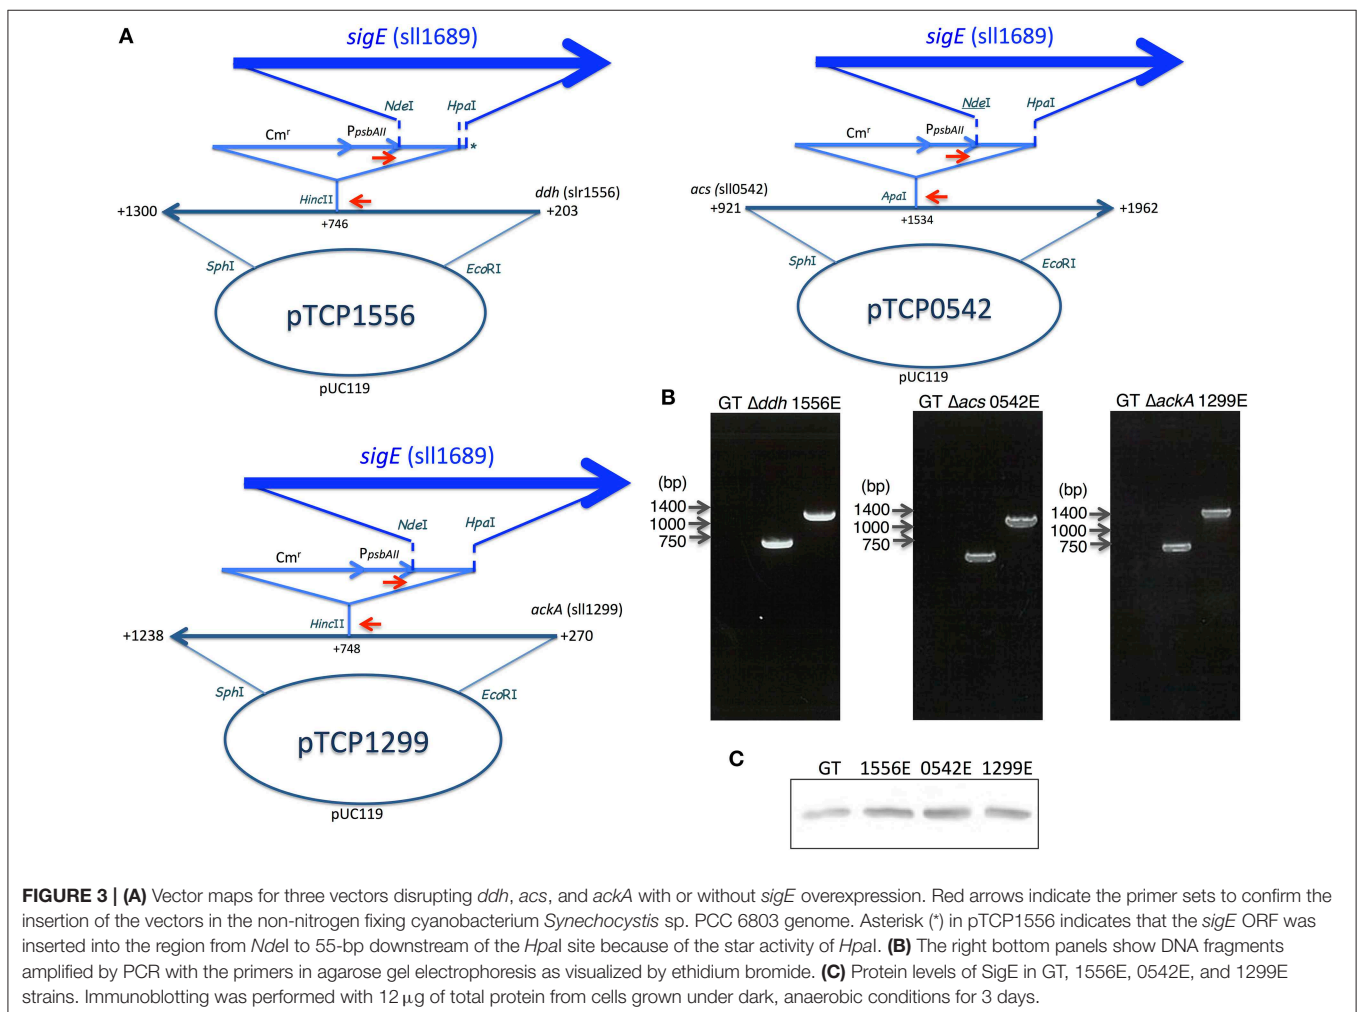 A
sigE (sll1689)
NdeI HpaI
Cmʳ PpsbAII
*
HincII
ddh (slr1556)
+1300 +746 +203
SphI EcoRI
pTCP1556
pUC119
sigE (sll1689)
NdeI HpaI
Cmʳ PpsbAII
acs (sll0542)
ApaI
+921 +1534 +1962
SphI EcoRI
pTCP0542
pUC119
sigE (sll1689)
NdeI HpaI
Cmʳ PpsbAII
HincII
ackA (sll1299)
+1238 +748 +270
SphI EcoRI
pTCP1299
pUC119
B
GT Δddh 1556E
(bp)
1400
1000
750
GT Δacs 0542E
(bp)
1400
1000
750
GT ΔackA 1299E
(bp)
1400
1000
750
C
GT 1556E 0542E 1299E
FIGURE 3 | (A) Vector maps for three vectors disrupting ddh, acs, and ackA with or without sigE overexpression. Red arrows indicate the primer sets to confirm the
insertion of the vectors in the non-nitrogen fixing cyanobacterium Synechocystis sp. PCC 6803 genome. Asterisk (*) in pTCP1556 indicates that the sigE ORF was
inserted into the region from NdeI to 55-bp downstream of the HpaI site because of the star activity of HpaI. (B) The right bottom panels show DNA fragments
amplified by PCR with the primers in agarose gel electrophoresis as visualized by ethidium bromide. (C) Protein levels of SigE in GT, 1556E, 0542E, and 1299E
strains. Immunoblotting was performed with 12 μg of total protein from cells grown under dark, anaerobic conditions for 3 days.